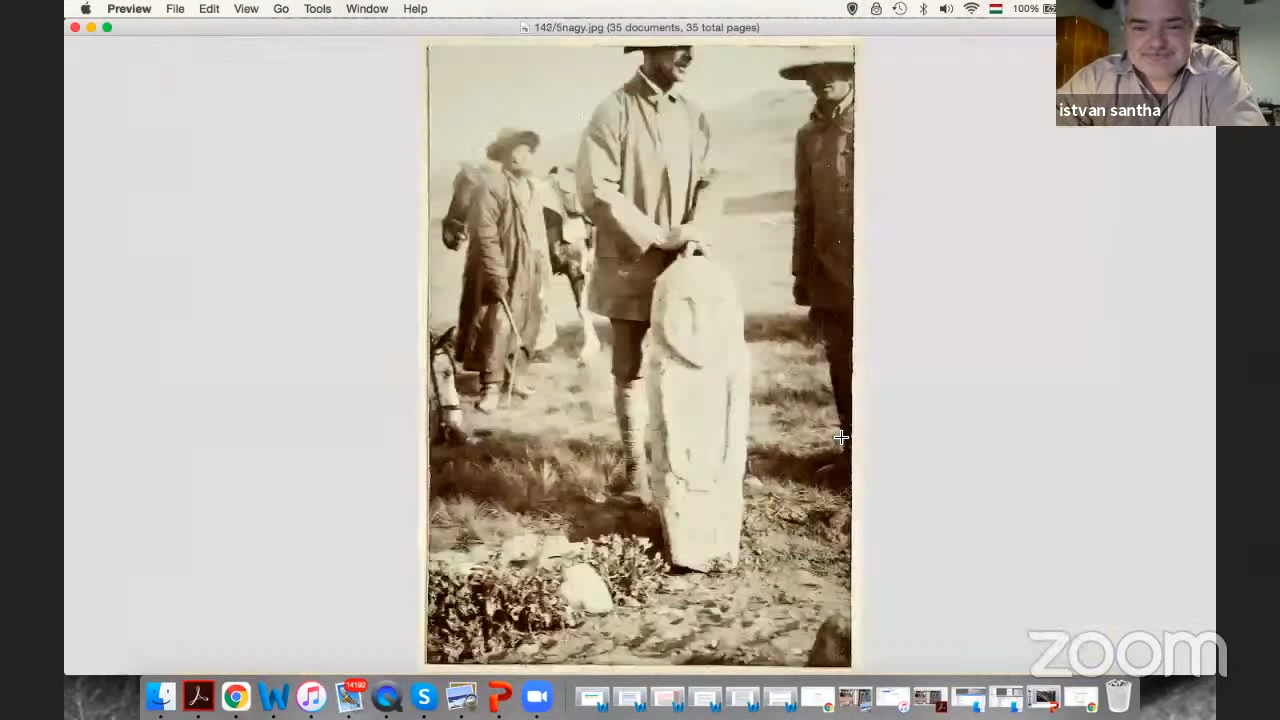 Preview File Edit View Go Tools Window Help 100%
142/5nagy.jpg (35 documents, 35 total pages)
istvan santha
zoom
14192